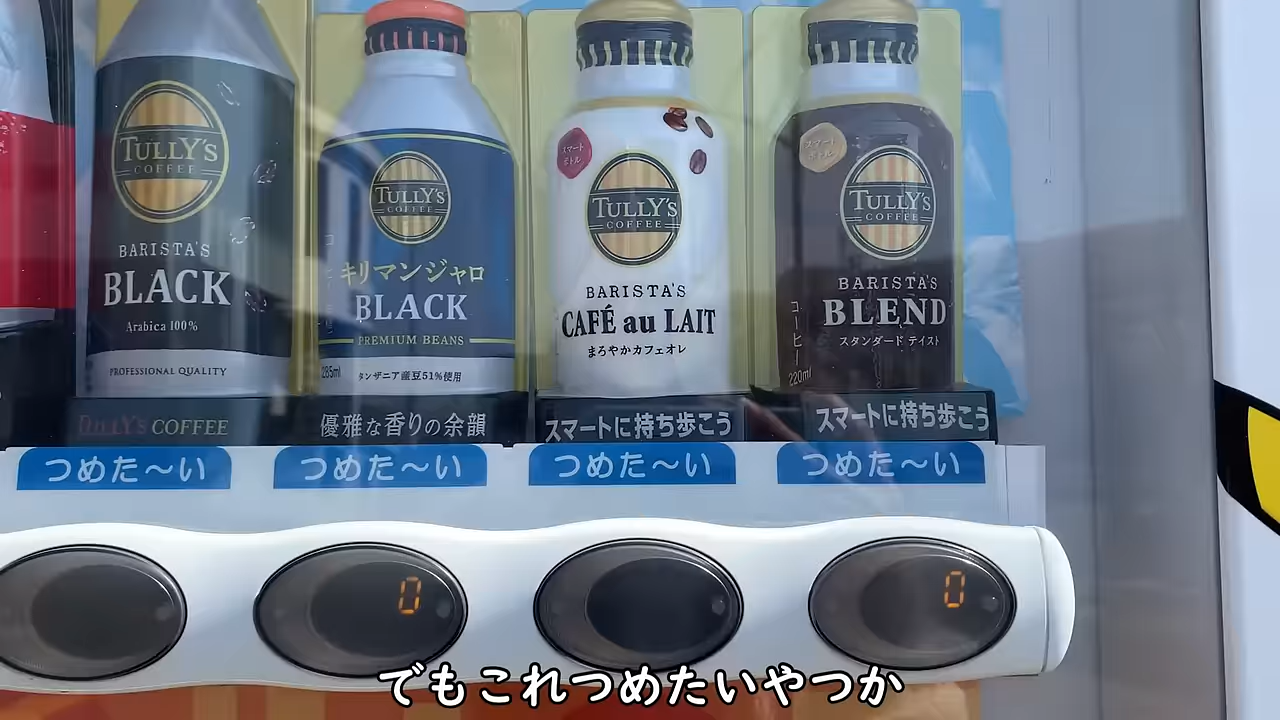 TULLY'S
COFFEE
BARISTA'S
BLACK
Arabica 100%
PROFESSIONAL QUALITY
TULLY'S COFFEE
つめた〜い
TULLY'S
COFFEE
キリマンジャロ
BLACK
PREMIUM BEANS
285ml
タンザニア産豆51%使用
優雅な香りの余韻
つめた〜い
0
スマート
ボトル
TULLY'S
COFFEE
BARISTA'S
CAFÉ au LAIT
まろやかカフェオレ
スマートに持ち歩こう
つめた〜い
スマート
ボトル
TULLY'S
COFFEE
BARISTA'S
BLEND
スタンダード テイスト
コーヒー
220ml
スマートに持ち歩こう
つめた〜い
0
でもこれつめたいやつか